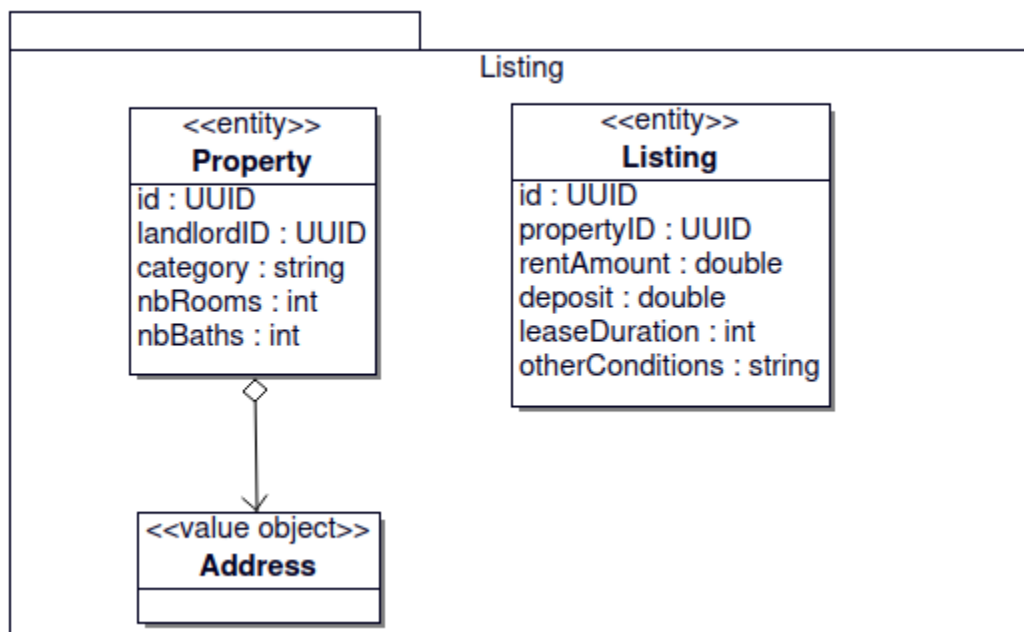 Listing
<<entity>>
Property
id : UUID
landlordID : UUID
category : string
nbRooms : int
nbBaths : int
<<entity>>
Listing
id : UUID
propertyID : UUID
rentAmount : double
deposit : double
leaseDuration : int
otherConditions : string
<<value object>>
Address